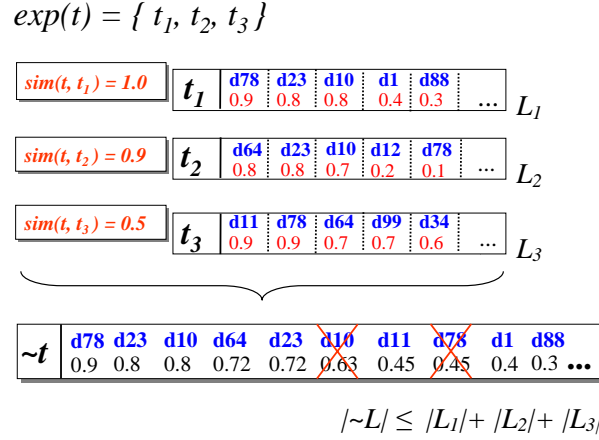 exp(t) = { t1, t2, t3 }
sim(t, t1) = 1.0
t1 d78 d23 d10 d1 d88
0.9 0.8 0.8 0.4 0.3 ... L1
sim(t, t2) = 0.9
t2 d64 d23 d10 d12 d78
0.8 0.8 0.7 0.2 0.1 ... L2
sim(t, t3) = 0.5
t3 d11 d78 d64 d99 d34
0.9 0.9 0.7 0.7 0.6 ... L3
~t d78 d23 d10 d64 d23 d10 d11 d78 d1 d88
0.9 0.8 0.8 0.72 0.72 0.63 0.45 0.45 0.4 0.3 ...
|~L| ≤ |L1|+ |L2|+ |L3|